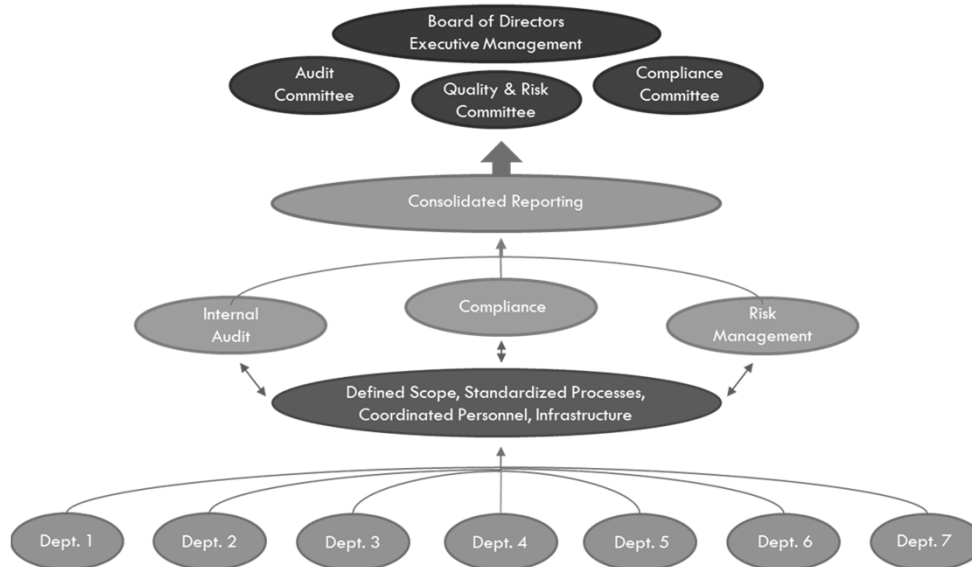 Board of Directors
Executive Management
Audit
Committee
Quality & Risk
Committee
Compliance
Committee
Consolidated Reporting
Internal
Audit
Compliance
Risk
Management
Defined Scope, Standardized Processes,
Coordinated Personnel, Infrastructure
Dept. 1
Dept. 2
Dept. 3
Dept. 4
Dept. 5
Dept. 6
Dept. 7